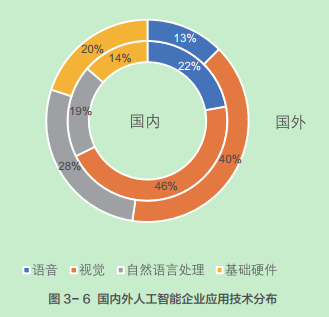 13%
20%
22%
14%
国内
国外
19%
40%
28%
46%
语音 视觉 自然语言处理 基础硬件
图 3-6 国内外人工智能企业应用技术分布